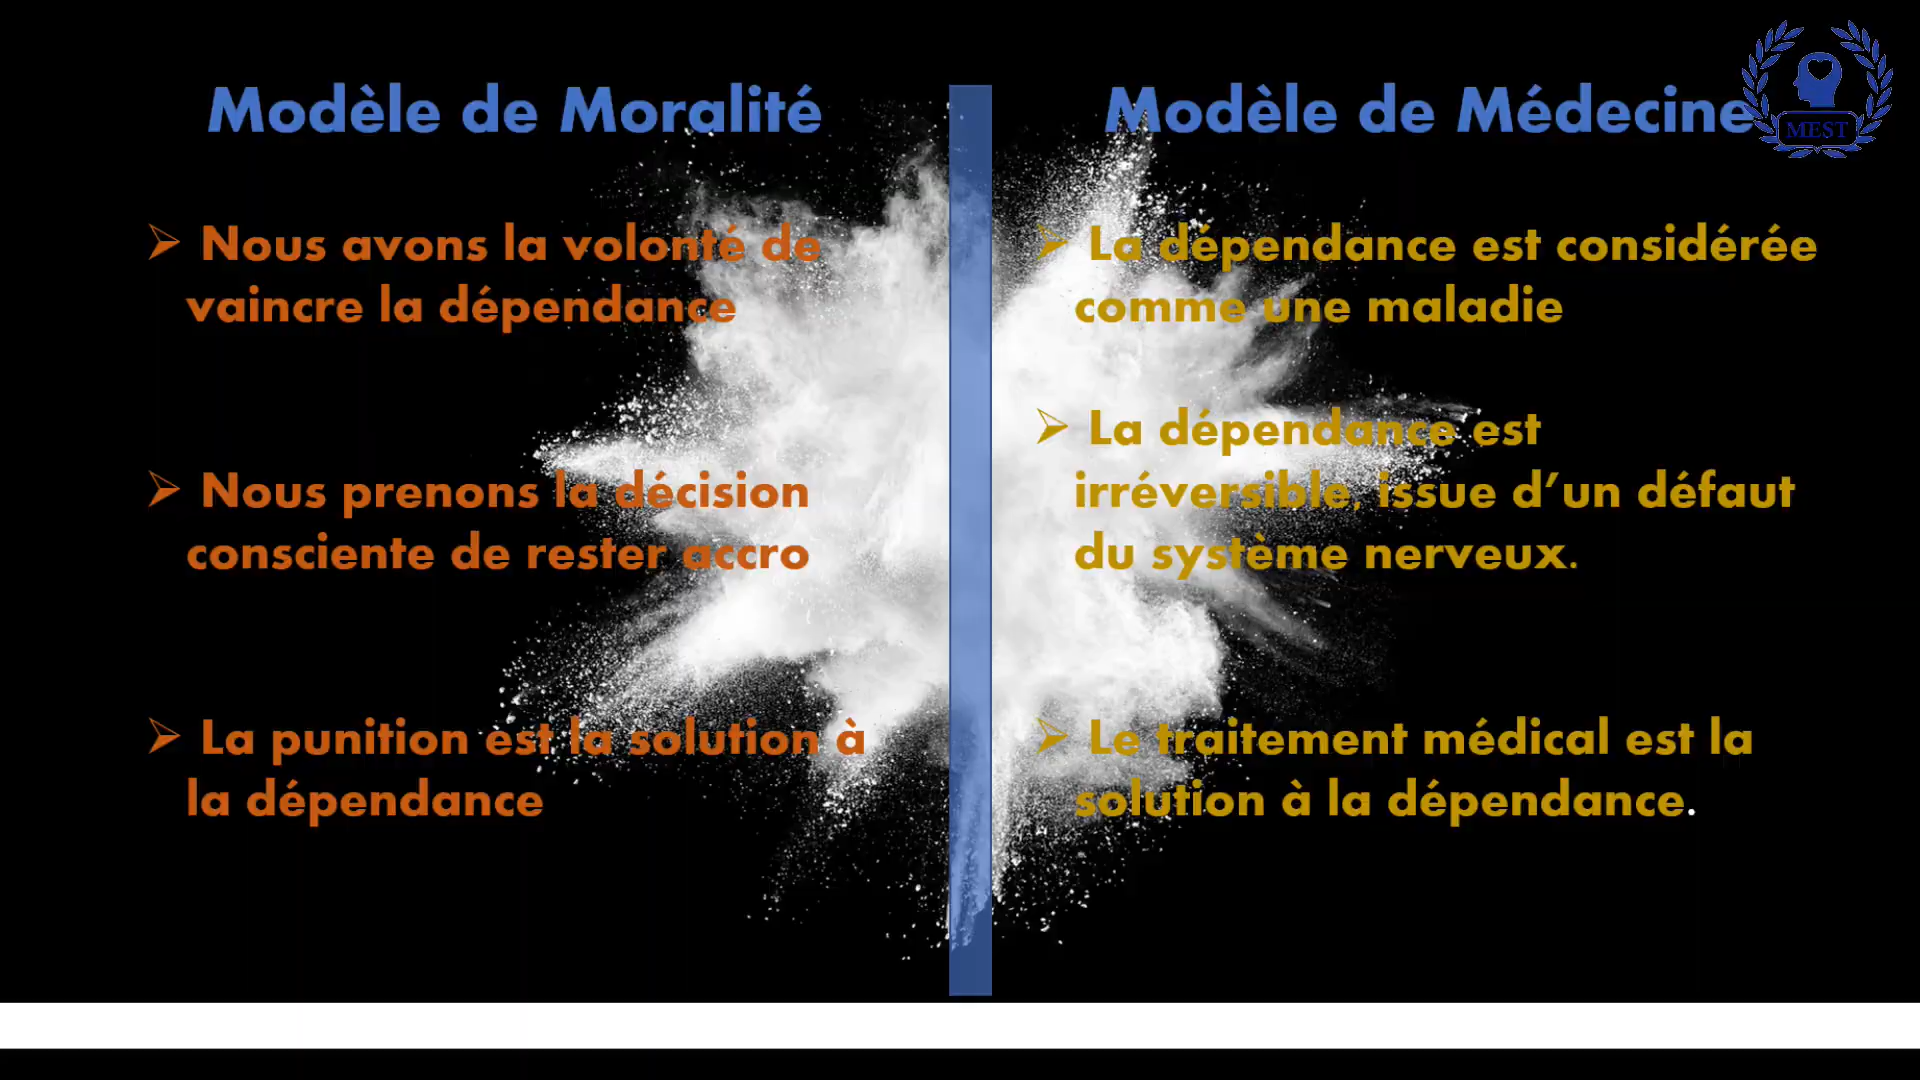 Modèle de Moralité
➢ Nous avons la volonté de
vaincre la dépendance
➢ Nous prenons la décision
consciente de rester accro
➢ La punition est la solution à
la dépendance
Modèle de Médecine
➢ La dépendance est considérée
comme une maladie
➢ La dépendance est
irréversible, issue d’un défaut
du système nerveux.
➢ Le traitement médical est la
solution à la dépendance.
MEST